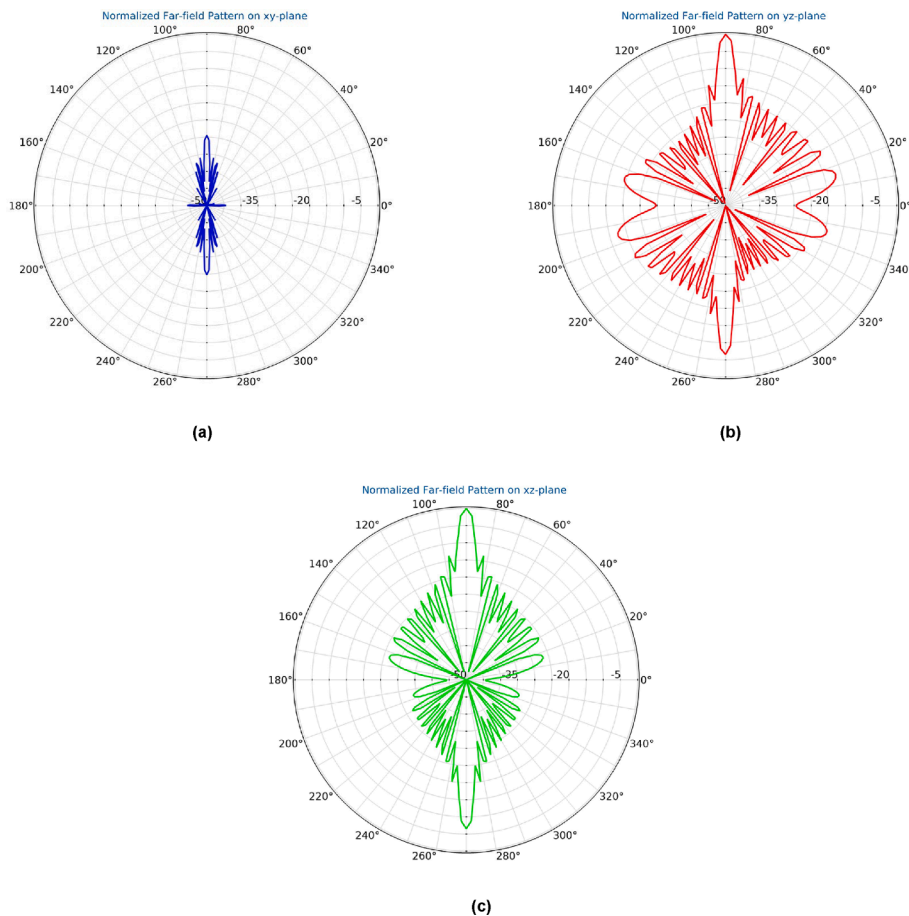 Normalized Far-field Pattern on xy-plane
100° 80°
120° 60°
140° 40°
160° 20°
180° -50 -35 -20 -5 0°
200° 340°
220° 320°
240° 300°
260° 280°
(a)
Normalized Far-field Pattern on yz-plane
100° 80°
120° 60°
140° 40°
160° 20°
180° -50 -35 -20 -5 0°
200° 340°
220° 320°
240° 300°
260° 280°
(b)
Normalized Far-field Pattern on xz-plane
100° 80°
120° 60°
140° 40°
160° 20°
180° -50 -35 -20 -5 0°
200° 340°
220° 320°
240° 300°
260° 280°
(c)